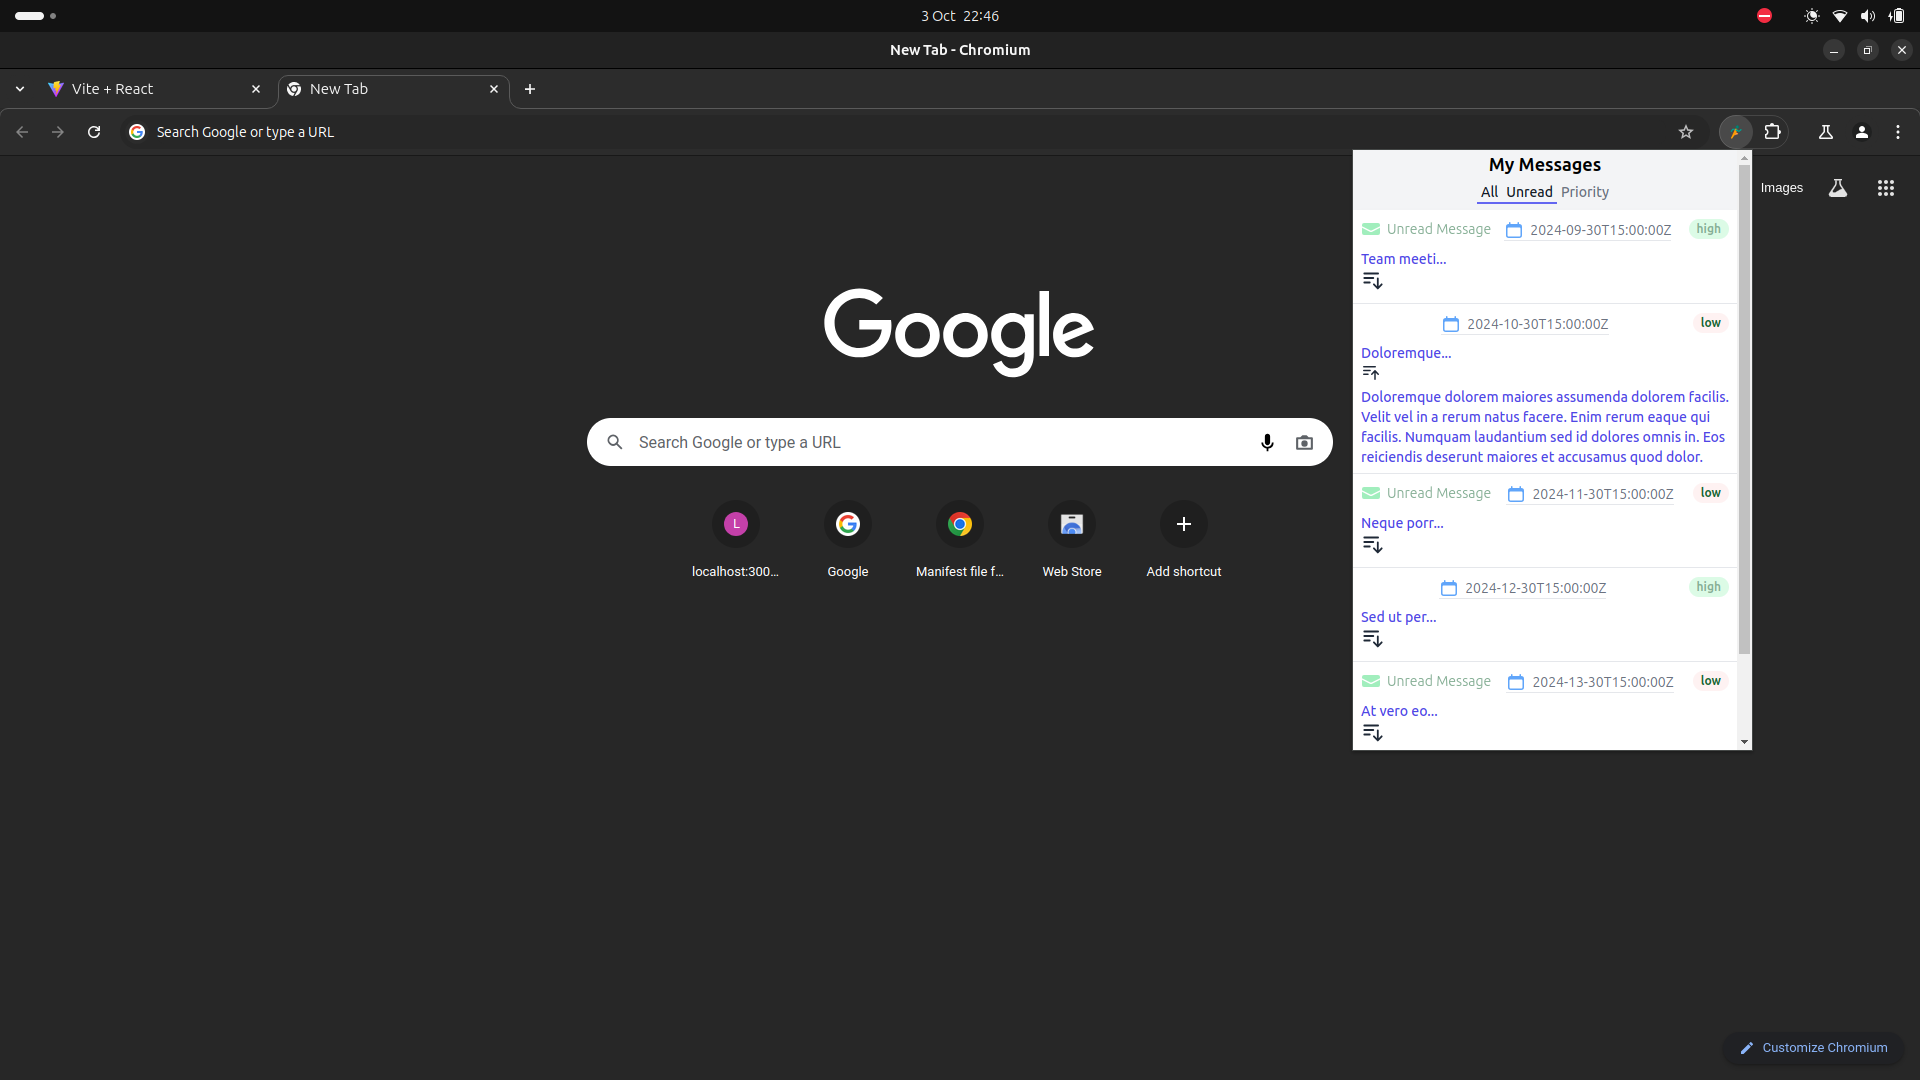 3 Oct 22:46
New Tab - Chromium
Vite + React
New Tab
Search Google or type a URL
My Messages
All Unread Priority
Images
Unread Message 2024-09-30T15:00:00Z high
Team meeti...
2024-10-30T15:00:00Z low
Doloremque...
Doloremque dolorem maiores assumenda dolorem facilis.
Velit vel in a rerum natus facere. Enim rerum eaque qui
facilis. Numquam laudantium sed id dolores omnis in. Eos
reiciendis deserunt maiores et accusamus quod dolor.
Unread Message 2024-11-30T15:00:00Z low
Neque porr...
2024-12-30T15:00:00Z high
Sed ut per...
Unread Message 2024-13-30T15:00:00Z low
At vero eo...
Google
Search Google or type a URL
L
localhost:300... Google Manifest file f... Web Store Add shortcut
Customize Chromium